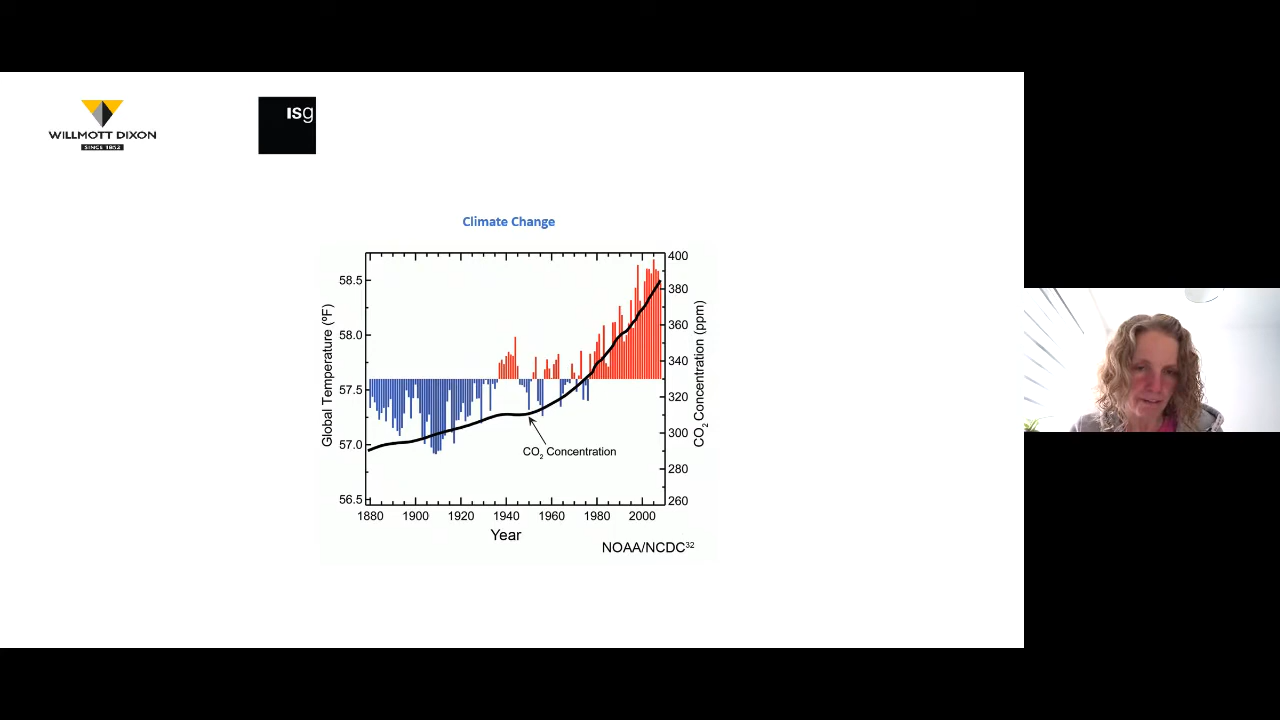 WILLMOTT DIXON
SINCE 1852
ısg
Climate Change
Global Temperature (ºF)
58.5
58.0
57.5
57.0
56.5
400
380
360
340
320
300
280
260
CO₂ Concentration (ppm)
CO₂ Concentration
1880 1900 1920 1940 1960 1980 2000
Year
NOAA/NCDC³²